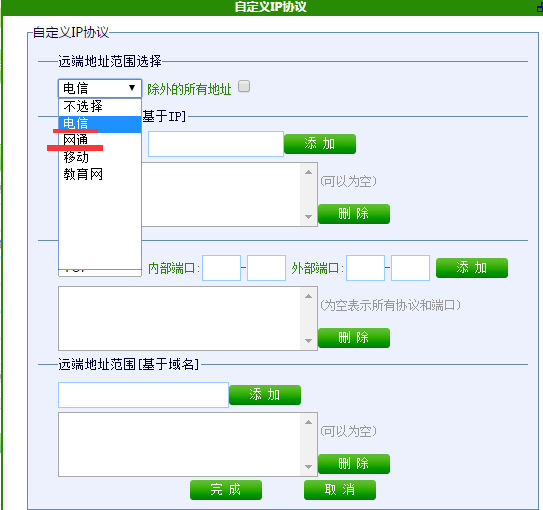 自定义IP协议
自定义IP协议
远端地址范围选择
电信 除外的所有地址
不选择
电信
基于IP]
网通
添 加
移动
教育网
(可以为空)
删 除
内部端口: - 外部端口: - 添 加
(为空表示所有协议和端口)
删 除
远端地址范围[基于域名]
添 加
(可以为空)
删 除
完 成 取 消